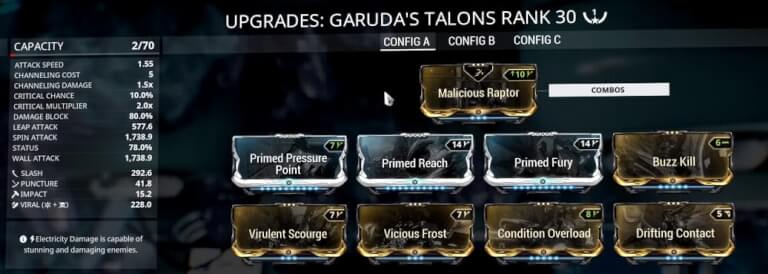 UPGRADES: GARUDA'S TALONS RANK 30
CONFIG A CONFIG B CONFIG C
CAPACITY 2/70
ATTACK SPEED 1.55
CHANNELING COST 5
CHANNELING DAMAGE 1.5x
CRITICAL CHANCE 10.0%
CRITICAL MULTIPLIER 2.0x
DAMAGE BLOCK 80.0%
LEAP ATTACK 577.6
SPIN ATTACK 1,738.9
STATUS 78.0%
WALL ATTACK 1,738.9
SLASH 292.6
PUNCTURE 41.8
IMPACT 15.2
VIRAL ( + ) 228.0
Electricity Damage is capable of
stunning and damaging enemies.
10
Malicious Raptor
COMBOS
7
Primed Pressure
Point
14
Primed Reach
14
Primed Fury
6
Buzz Kill
7
Virulent Scourge
7
Vicious Frost
8
Condition Overload
5
Drifting Contact